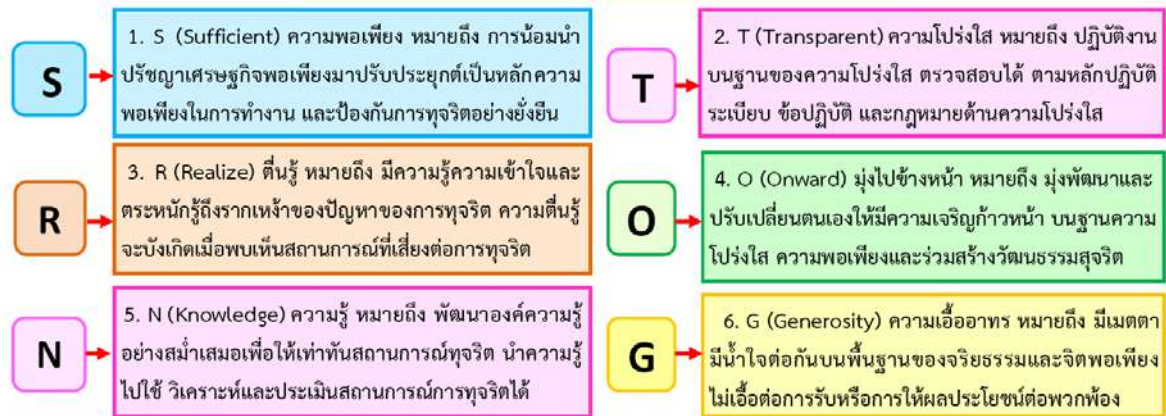 S
1. S (Sufficient) ความพอเพียง หมายถึง การน้อมนำ
ปรัชญาเศรษฐกิจพอเพียงมาปรับประยุกต์เป็นหลักความ
พอเพียงในการทำงาน และป้องกันการทุจริตอย่างยั่งยืน
T
2. T (Transparent) ความโปร่งใส หมายถึง ปฏิบัติงาน
บนฐานของความโปร่งใส ตรวจสอบได้ ตามหลักปฏิบัติ
ระเบียบ ข้อปฏิบัติ และกฎหมายด้านความโปร่งใส
R
3. R (Realize) ตื่นรู้ หมายถึง มีความรู้ความเข้าใจและ
ตระหนักรู้ถึงรากเหง้าของปัญหาของการทุจริต ความตื่นรู้
จะบังเกิดเมื่อพบเห็นสถานการณ์ที่เสี่ยงต่อการทุจริต
O
4. O (Onward) มุ่งไปข้างหน้า หมายถึง มุ่งพัฒนาและ
ปรับเปลี่ยนตนเองให้มีความเจริญก้าวหน้า บนฐานความ
โปร่งใส ความพอเพียงและร่วมสร้างวัฒนธรรมสุจริต
N
5. N (Knowledge) ความรู้ หมายถึง พัฒนาองค์ความรู้
อย่างสม่ำเสมอเพื่อให้เท่าทันสถานการณ์ทุจริต นำความรู้
ไปใช้ วิเคราะห์และประเมินสถานการณ์การทุจริตได้
G
6. G (Generosity) ความเอื้ออาทร หมายถึง มีเมตตา
มีน้ำใจต่อกันบนพื้นฐานของจริยธรรมและจิตพอเพียง
ไม่เอื้อต่อการรับหรือการให้ผลประโยชน์ต่อพวกพ้อง